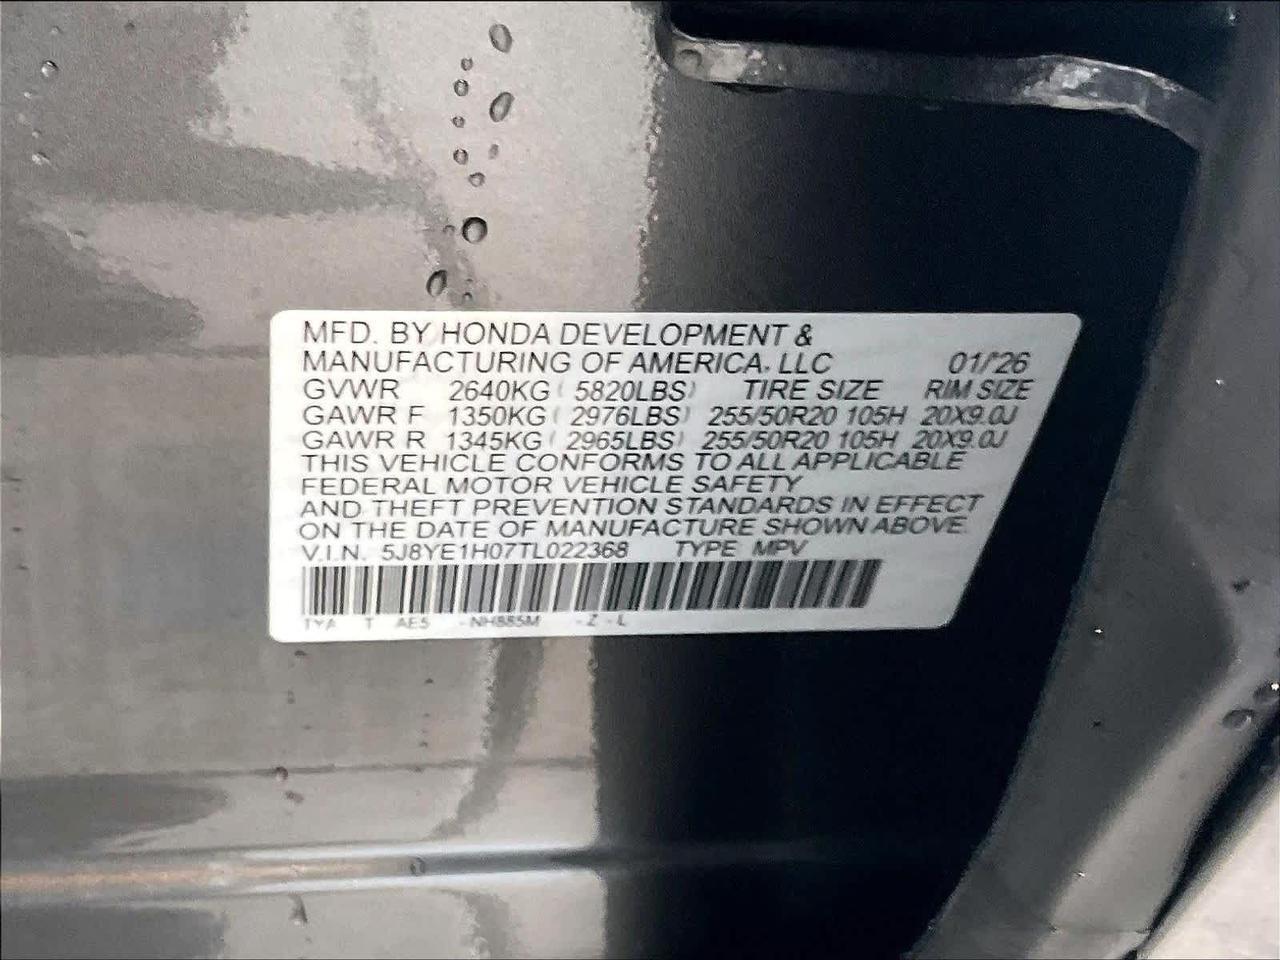 MFD. BY HONDA DEVELOPMENT &
MANUFACTURING OF AMERICA, LLC 01/'26
GVWR 2640KG ( 5820LBS) TIRE SIZE RIM SIZE
GAWR F 1350KG ( 2976LBS) 255/50R20 105H 20X9.0J
GAWR R 1345KG ( 2965LBS) 255/50R20 105H 20X9.0J
THIS VEHICLE CONFORMS TO ALL APPLICABLE
FEDERAL MOTOR VEHICLE SAFETY
AND THEFT PREVENTION STANDARDS IN EFFECT
ON THE DATE OF MANUFACTURE SHOWN ABOVE.
V.I.N. 5J8YE1H07TL022368 TYPE MPV
TYA T AE5 -NH885M -Z -L